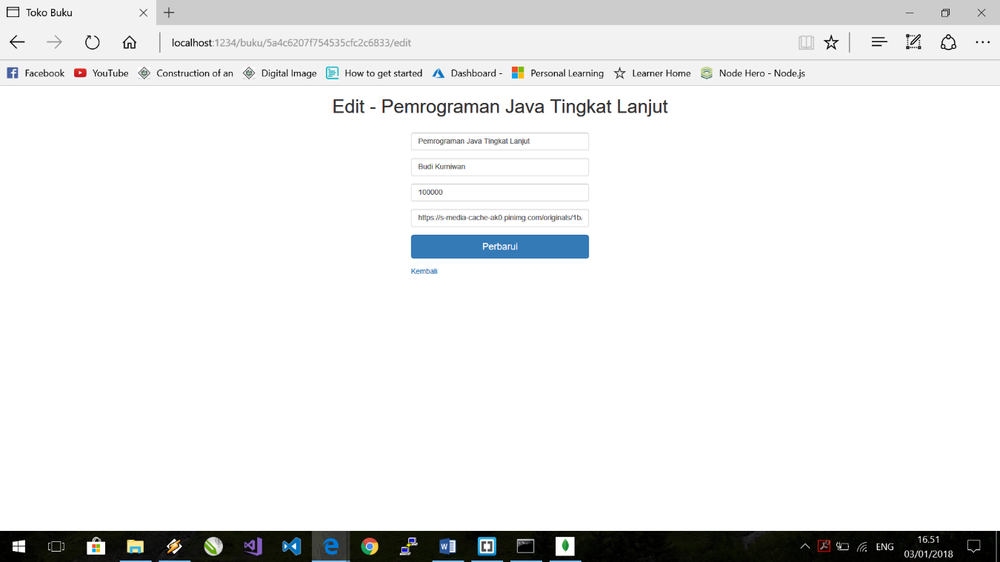 Toko Buku
localhost:1234/buku/5a4c6207f754535cfc2c6833/edit
Facebook YouTube Construction of an Digital Image How to get started Dashboard - Personal Learning Learner Home Node Hero - Node.js
Edit - Pemrograman Java Tingkat Lanjut
Pemrograman Java Tingkat Lanjut
Budi Kurniwan
100000
https://s-media-cache-ak0.pinimg.com/originals/1b/
Perbarui
Kembali
ENG
16.51
03/01/2018